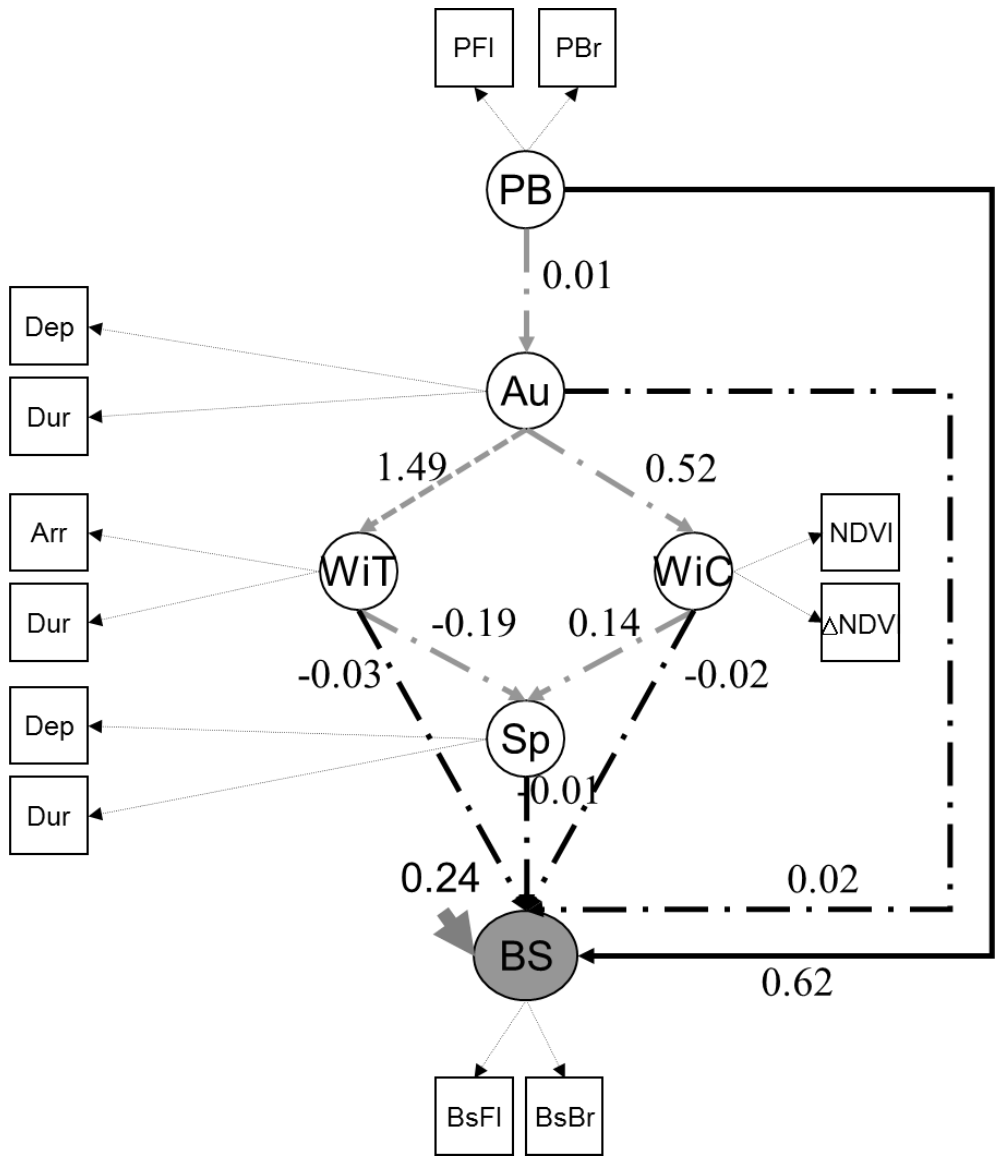 PFl PBr
PB
0.01
Dep
Au
Dur
1.49 0.52
Arr
NDVI
WiT WiC
Dur
△NDV
-0.19 0.14
-0.03 -0.02
Dep
Sp
-0.01
Dur
0.24 0.02
BS
0.62
BsFl BsBr